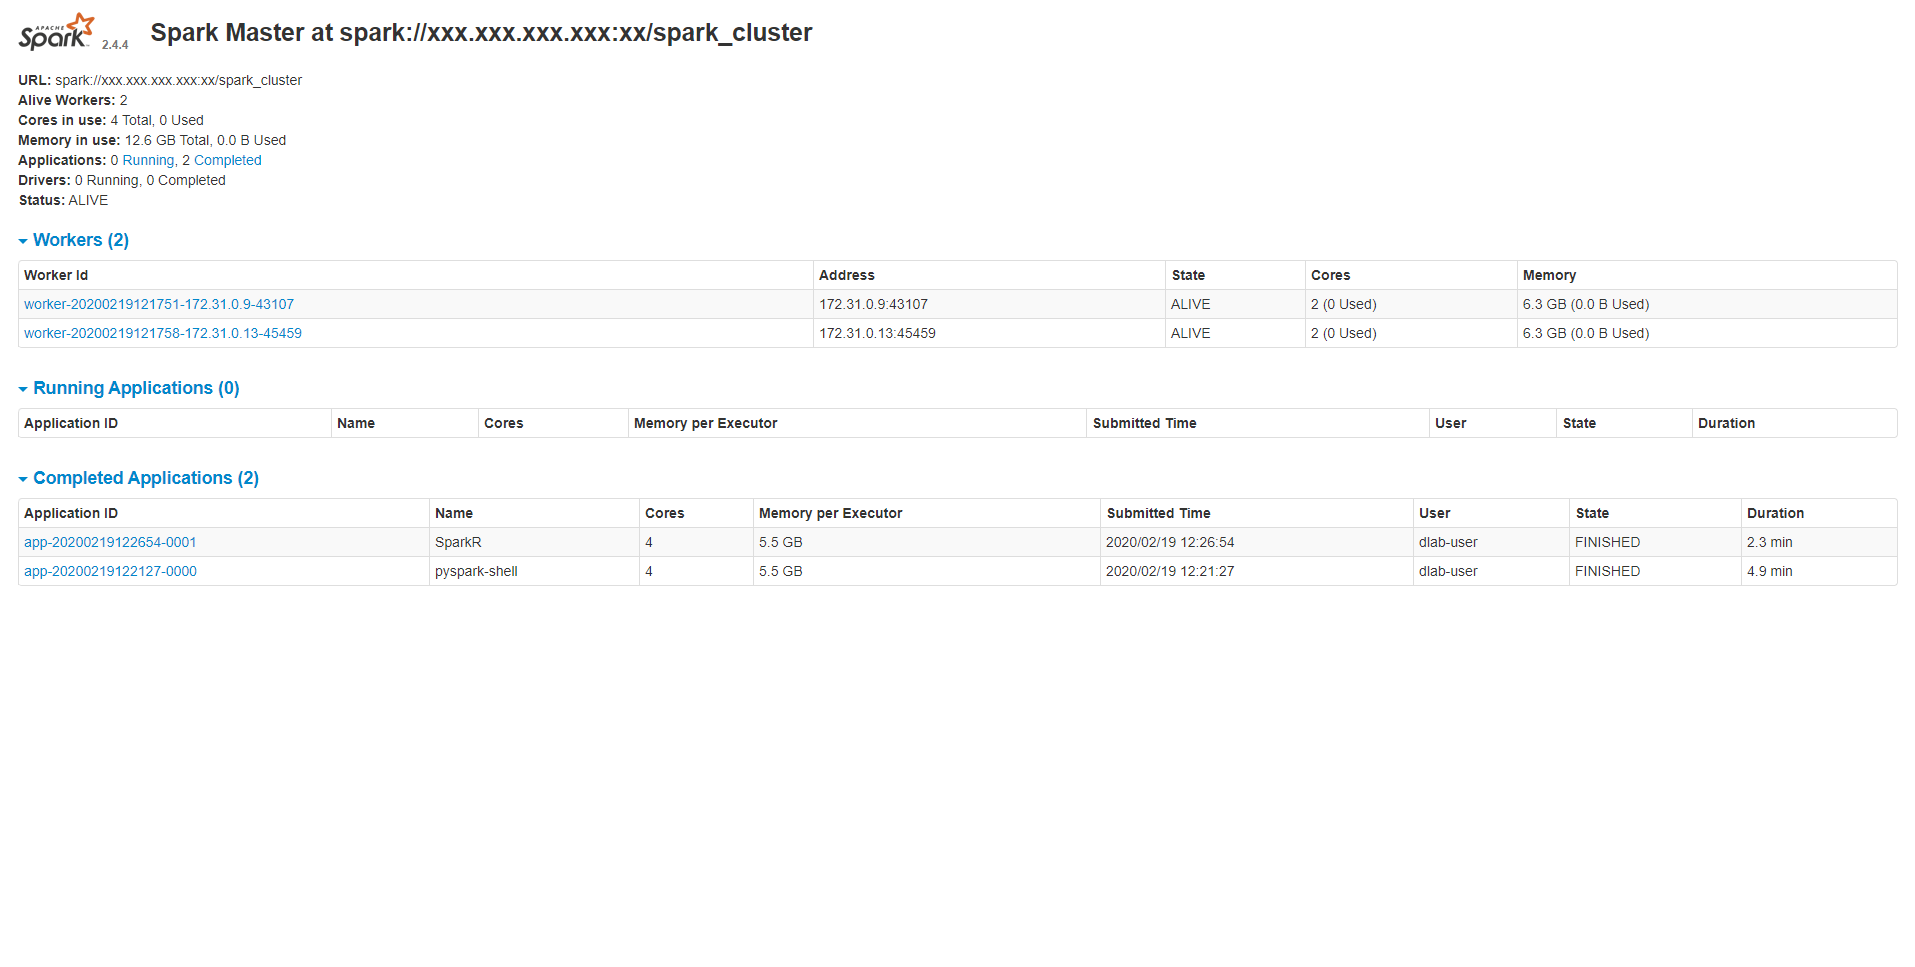 APACHE
Spark 2.4.4 Spark Master at spark://xxx.xxx.xxx.xxx:xx/spark_cluster
URL: spark://xxx.xxx.xxx.xxx:xx/spark_cluster
Alive Workers: 2
Cores in use: 4 Total, 0 Used
Memory in use: 12.6 GB Total, 0.0 B Used
Applications: 0 Running, 2 Completed
Drivers: 0 Running, 0 Completed
Status: ALIVE
Workers (2)
Worker Id Address State Cores Memory
worker-20200219121751-172.31.0.9-43107 172.31.0.9:43107 ALIVE 2 (0 Used) 6.3 GB (0.0 B Used)
worker-20200219121758-172.31.0.13-45459 172.31.0.13:45459 ALIVE 2 (0 Used) 6.3 GB (0.0 B Used)
Running Applications (0)
Application ID Name Cores Memory per Executor Submitted Time User State Duration
Completed Applications (2)
Application ID Name Cores Memory per Executor Submitted Time User State Duration
app-20200219122654-0001 SparkR 4 5.5 GB 2020/02/19 12:26:54 dlab-user FINISHED 2.3 min
app-20200219122127-0000 pyspark-shell 4 5.5 GB 2020/02/19 12:21:27 dlab-user FINISHED 4.9 min